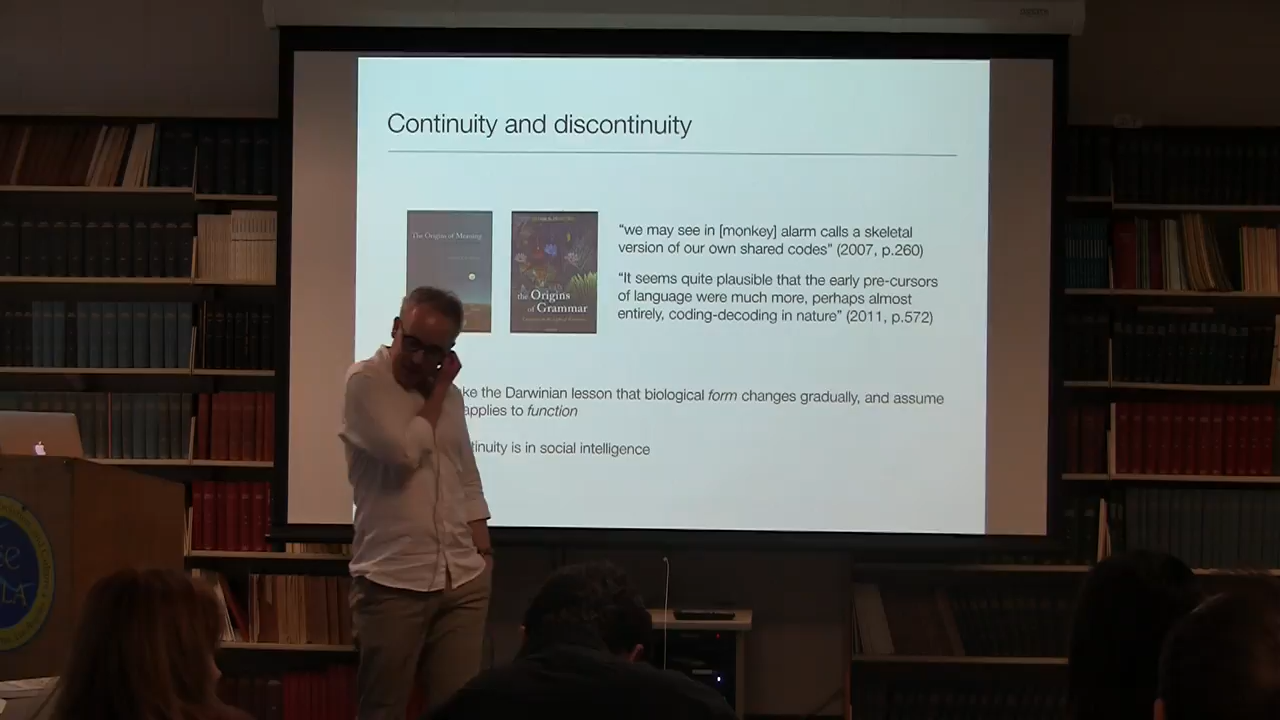 Continuity and discontinuity
"we may see in [monkey] alarm calls a skeletal
version of our own shared codes" (2007, p.260)
The Origins of Meaning
"It seems quite plausible that the early pre-cursors
of language were much more, perhaps almost
entirely, coding-decoding in nature" (2011, p.572)
the Origins
of Grammar
ke the Darwinian lesson that biological form changes gradually, and assume
applies to function
tinuity is in social intelligence
LA